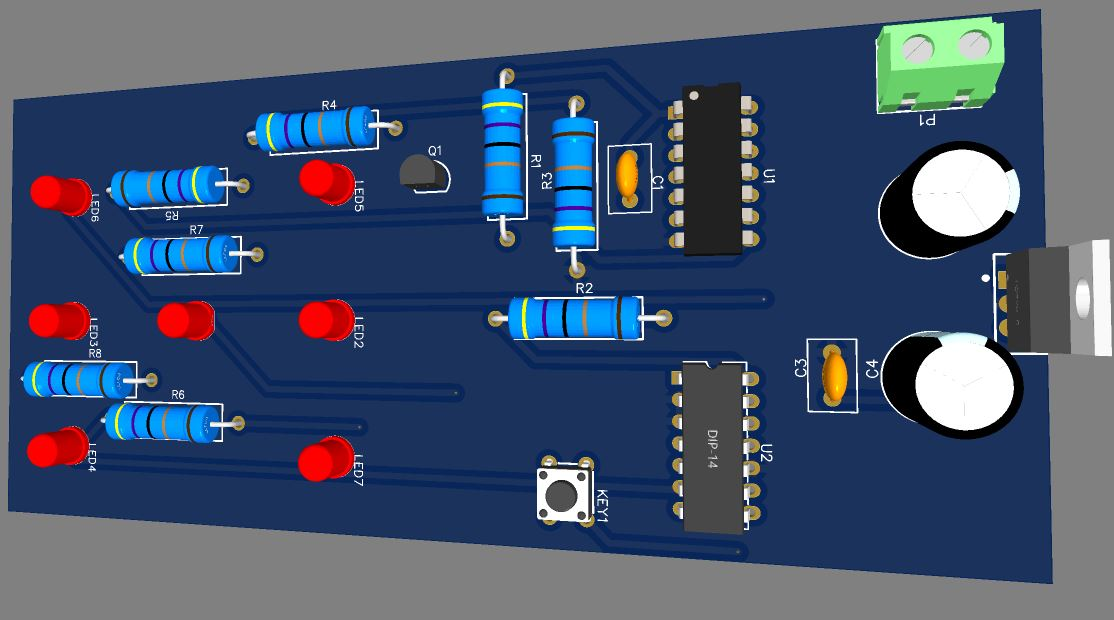 R4
P1
Q1
R1
R3
C1
U1
LED6
R5
LED5
R7
R2
LED3
LED2
R8
C3
C4
R6
LED4
LED7
DIP-14
U2
KEY1